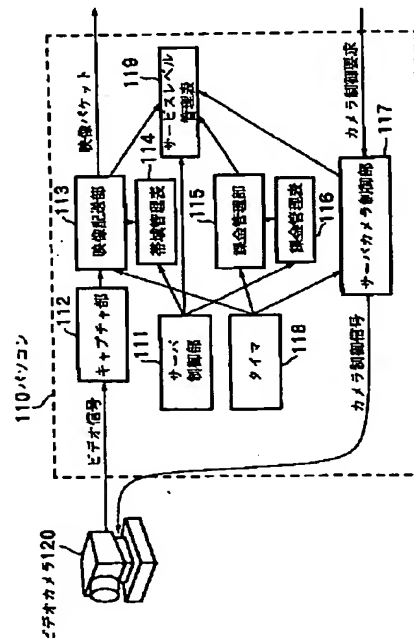 110パソコン
映像パケット
113
映像配送部
119
サービスレベル
管理表
112
キャプチャ部
114
帯域管理表
ビデオ信号
111
サーバ
制御部
115
課金管理部
116
課金管理表
118
タイマ
カメラ制御要求
117
サーバカメラ制御部
カメラ制御信号
ビデオカメラ120